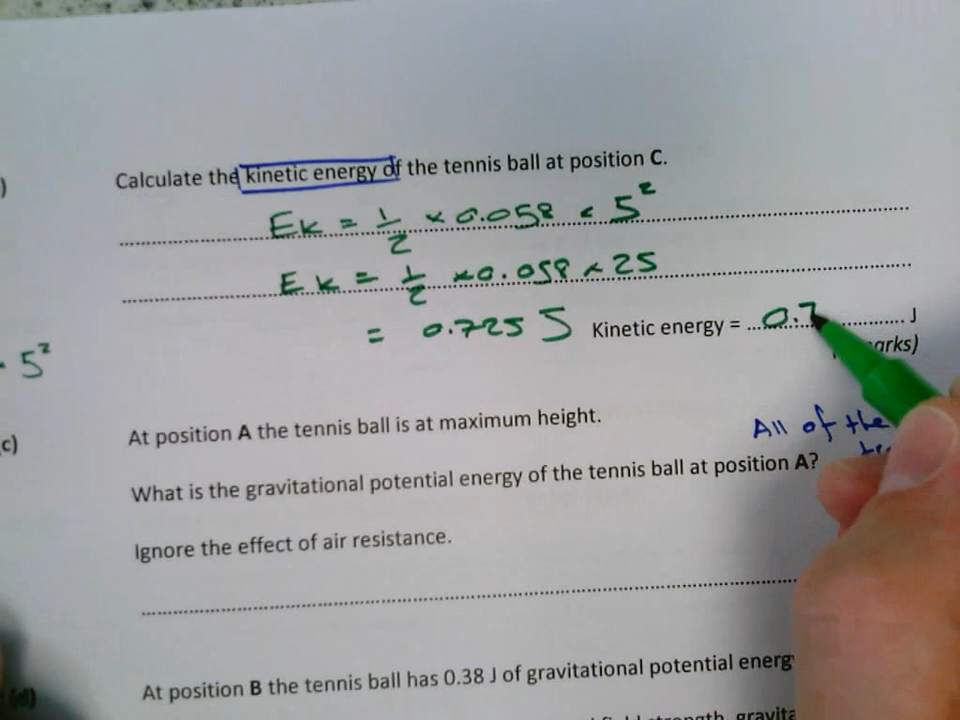 )
Calculate the kinetic energy of the tennis ball at position C.
Ek = 1/2 × 0.058 × 5²
Ek = 1/2 × 0.058 × 25
= 0.725 J Kinetic energy = 0.7 J
arks)
5²
c)
At position A the tennis ball is at maximum height.
All of the
What is the gravitational potential energy of the tennis ball at position A?
Ignore the effect of air resistance.
(d)
At position B the tennis ball has 0.38 J of gravitational potential energy